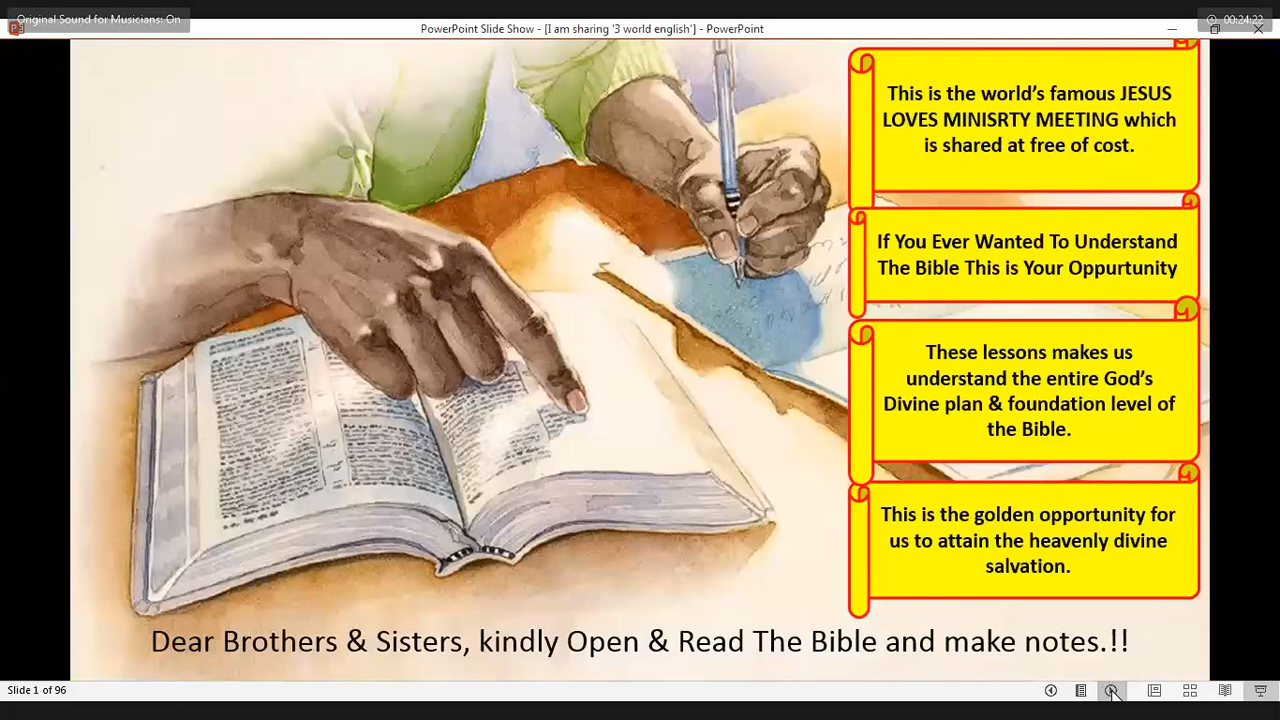 Original Sound for Musicians: On
00:24:22
PowerPoint Slide Show - [I am sharing '3 world english'] - PowerPoint
This is the world's famous JESUS
LOVES MINISRTY MEETING which
is shared at free of cost.
If You Ever Wanted To Understand
The Bible This is Your Oppurtunity
These lessons makes us
understand the entire God's
Divine plan & foundation level of
the Bible.
This is the golden opportunity for
us to attain the heavenly divine
salvation.
Dear Brothers & Sisters, kindly Open & Read The Bible and make notes.!!
Slide 1 of 96